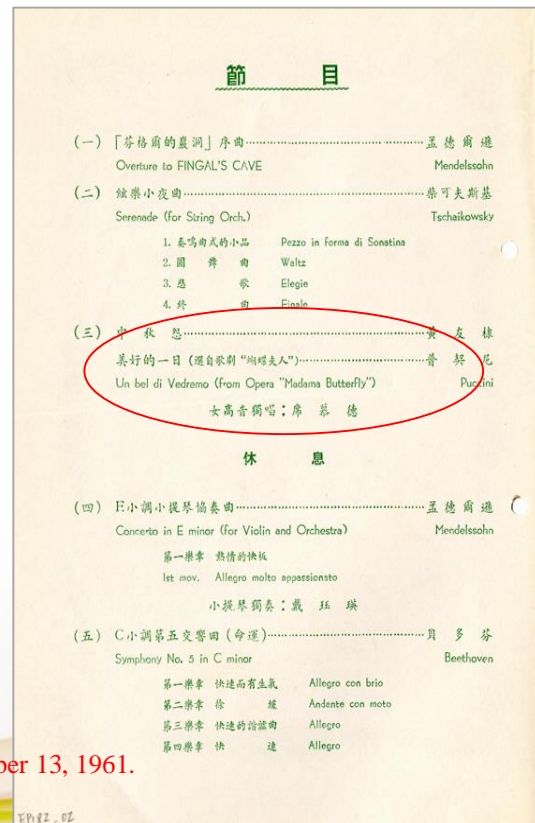 節 目
(一) 「芬格爾的巖洞」序曲 孟德爾遜
Overture to FINGAL'S CAVE Mendelssohn
(二) 絃樂小夜曲 柴可夫斯基
Serenade (for String Orch.) Tschaikowsky
1. 奏鳴曲式的小品 Pezzo in forma di Sonatina
2. 圓舞曲 Waltz
3. 悲歌 Elegie
4. 終曲 Finale
(三) 中秋怨 黃友棣
美好的一日 (選自歌劇“蝴蝶夫人”) 普契尼
Un bel di Vedremo (from Opera "Madama Butterfly") Puccini
女高音獨唱:席慕德
休 息
(四) E小調小提琴協奏曲 孟德爾遜
Concerto in E minor (for Violin and Orchestra) Mendelssohn
第一樂章 熱情的快板
1st mov. Allegro molto appassionato
小提琴獨奏:戴玨瑛
(五) C小調第五交響曲 (命運) 貝多芬
Symphony No. 5 in C minor Beethoven
第一樂章 快速而有生氣 Allegro con brio
第二樂章 徐緩 Andante con moto
第三樂章 快速的詼謔曲 Allegro
第四樂章 快速 Allegro
ber 13, 1961.
EP182_02